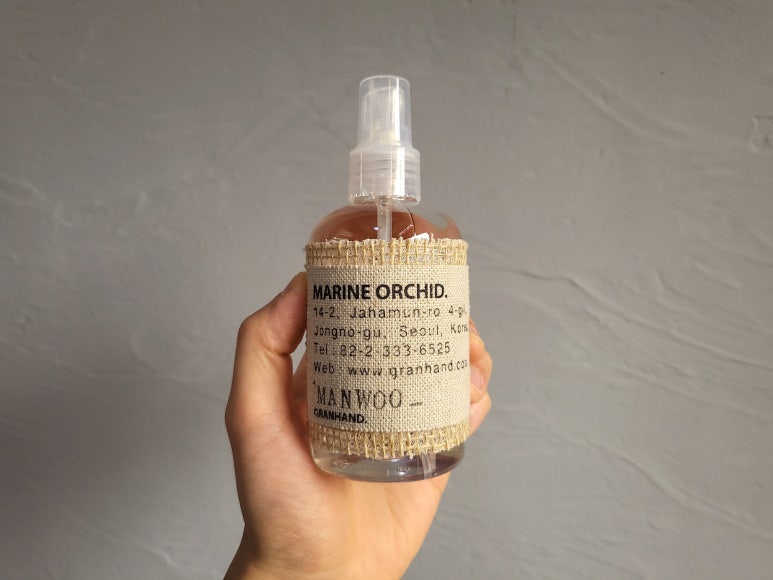 MARINE ORCHID.
14-2, Jahamun-ro 4-gil,
Jongno-gu, Seoul, Korea
Tel : 82-2-333-6525
Web : www.granhand.com
MANWOO _
GRANHAND.